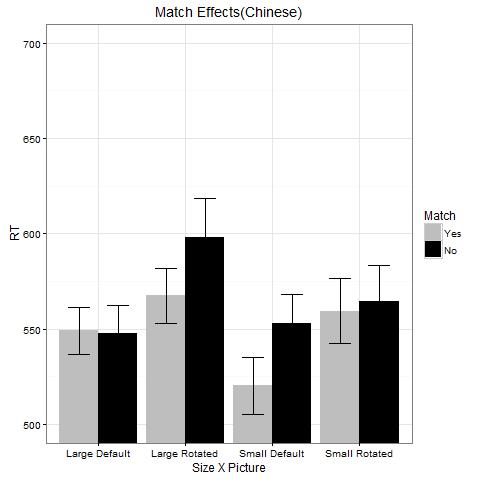 Match Effects(Chinese)
700
650
600
550
500
RT
Large Default
Large Rotated
Small Default
Small Rotated
Size X Picture
Match
Yes
No